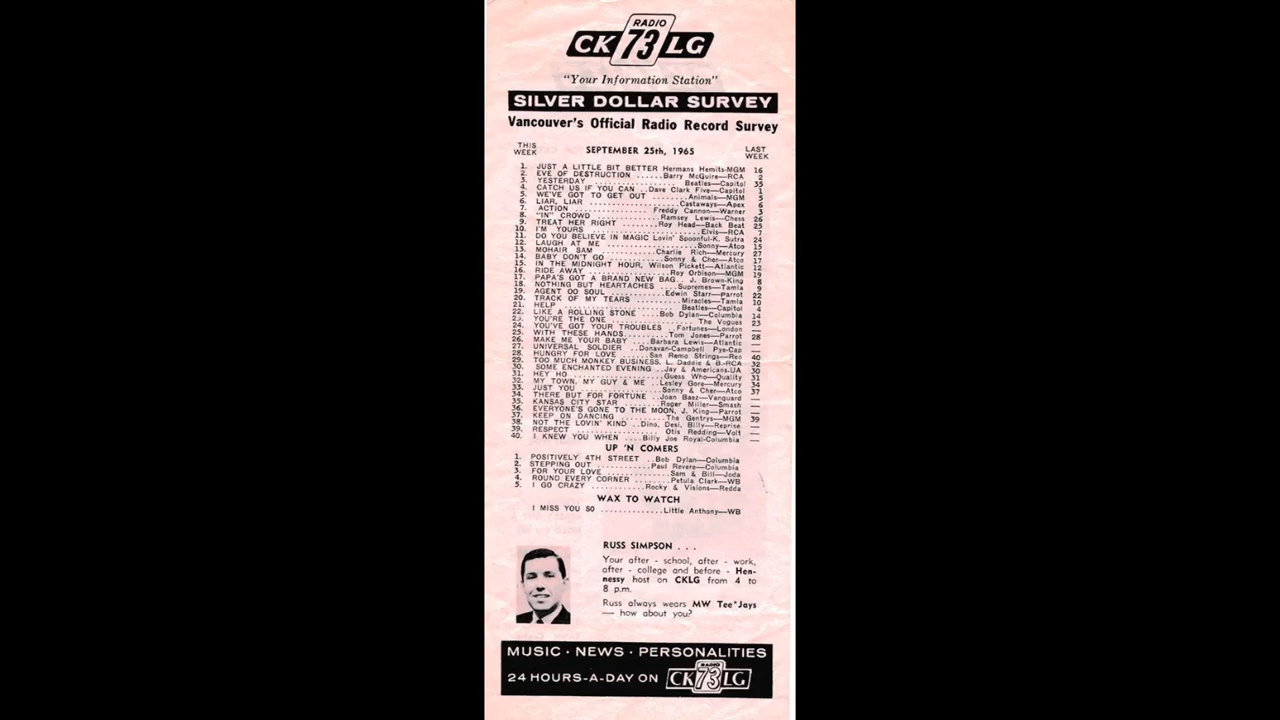 RADIO
CK 73 LG
"Your Information Station"
SILVER DOLLAR SURVEY
Vancouver's Official Radio Record Survey
THIS WEEK SEPTEMBER 25th, 1965 LAST WEEK
1. JUST A LITTLE BIT BETTER Hermans Hemits-MGM 16
2. EVE OF DESTRUCTION ......Barry McGuire—RCA 2
3. YESTERDAY ...................... Beatles—Capitol 35
4. CATCH US IF YOU CAN ..Dave Clark Five—Capitol 1
5. WE'VE GOT TO GET OUT ........Animals—MGM 5
6. LIAR, LIAR ..................Castaways—Apex 6
7. ACTION ................ Freddy Cannon—Warner 3
8. "IN" CROWD ..............Ramsey Lewis—Chess 26
9. TREAT HER RIGHT ........Roy Head—Back Beat 25
10. I'M YOURS ........................Elvis—RCA 7
11. DO YOU BELIEVE IN MAGIC Lovin' Spoonful-K. Sutra 24
12. LAUGH AT ME ....................Sonny—Atco 15
13. MOHAIR SAM ............Charlie Rich—Mercury 27
14. BABY DON'T GO ............Sonny & Cher—Atco 17
15. IN THE MIDNIGHT HOUR, Wilson Pickett—Atlantic 12
16. RIDE AWAY ................Roy Orbison—MGM 19
17. PAPA'S GOT A BRAND NEW BAG.. J. Brown-King 8
18. NOTHING BUT HEARTACHES ....Supremes—Tamla 9
19. AGENT OO SOUL ............Edwin Starr—Parrot 22
20. TRACK OF MY TEARS ..........Miracles—Tamla 10
21. HELP ......................Beatles—Capitol 4
22. LIKE A ROLLING STONE ....Bob Dylan—Columbia 14
23. YOU'RE THE ONE ................The Vogues 23
24. YOU'VE GOT YOUR TROUBLES ..Fortunes—London —
25. WITH THESE HANDS..........Tom Jones—Parrot 28
26. MAKE ME YOUR BABY ....Barbara Lewis—Atlantic —
27. UNIVERSAL SOLDIER ..Donavan-Campbell Pye-Cap —
28. HUNGRY FOR LOVE ......San Remo Strings—Ren 40
29. TOO MUCH MONKEY BUSINESS, L. Daddie & B.-RCA 32
30. SOME ENCHANTED EVENING ..Jay & Americans-UA 30
31. HEY HO ..................Guess Who—Quality 31
32. MY TOWN, MY GUY & ME ..Lesley Gore—Mercury 34
33. JUST YOU ................Sonny & Cher—Atco 37
34. THERE BUT FOR FORTUNE ..Joan Baez—Vanguard —
35. KANSAS CITY STAR ........Roger Miller—Smash —
36. EVERYONE'S GONE TO THE MOON, J. King—Parrot —
37. KEEP ON DANCING ..........The Gentrys—MGM 39
38. NOT THE LOVIN' KIND ..Dino, Desi, Billy—Reprise —
39. RESPECT ..................Otis Redding—Volt —
40. I KNEW YOU WHEN ....Billy Joe Royal-Columbia —
UP 'N COMERS
1. POSITIVELY 4TH STREET ..Bob Dylan—Columbia
2. STEPPING OUT ............Paul Revere—Columbia
3. FOR YOUR LOVE ..............Sam & Bill—Joda
4. ROUND EVERY CORNER ........Petula Clark—WB
5. I GO CRAZY ............Rocky & Visions—Redda
WAX TO WATCH
I MISS YOU SO .............Little Anthony—WB
RUSS SIMPSON . . .
Your after - school, after - work,
after - college and before - Hen-
nessy host on CKLG from 4 to
8 p.m.
Russ always wears MW Tee*Jays
— how about you?
MUSIC · NEWS · PERSONALITIES
24 HOURS-A-DAY ON RADIO CK 73 LG